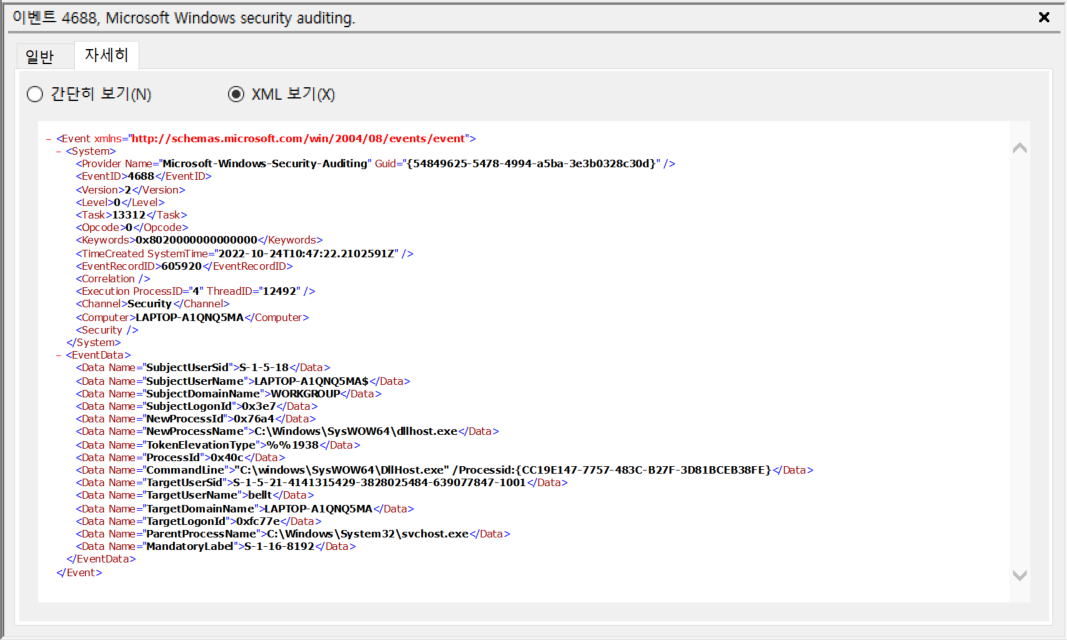 이벤트 4688, Microsoft Windows security auditing.
일반 자세히
간단히 보기(N) XML 보기(X)
- <Event xmlns="http://schemas.microsoft.com/win/2004/08/events/event">
- <System>
<Provider Name="Microsoft-Windows-Security-Auditing" Guid="{54849625-5478-4994-a5ba-3e3b0328c30d}" />
<EventID>4688</EventID>
<Version>2</Version>
<Level>0</Level>
<Task>13312</Task>
<Opcode>0</Opcode>
<Keywords>0x8020000000000000</Keywords>
<TimeCreated SystemTime="2022-10-24T10:47:22.2102591Z" />
<EventRecordID>605920</EventRecordID>
<Correlation />
<Execution ProcessID="4" ThreadID="12492" />
<Channel>Security</Channel>
<Computer>LAPTOP-A1QNQ5MA</Computer>
<Security />
</System>
- <EventData>
<Data Name="SubjectUserSid">S-1-5-18</Data>
<Data Name="SubjectUserName">LAPTOP-A1QNQ5MA$</Data>
<Data Name="SubjectDomainName">WORKGROUP</Data>
<Data Name="SubjectLogonId">0x3e7</Data>
<Data Name="NewProcessId">0x76a4</Data>
<Data Name="NewProcessName">C:\Windows\SysWOW64\dllhost.exe</Data>
<Data Name="TokenElevationType">%%1938</Data>
<Data Name="ProcessId">0x40c</Data>
<Data Name="CommandLine">"C:\windows\SysWOW64\DllHost.exe" /Processid:{CC19E147-7757-483C-B27F-3D81BCEB38FE}</Data>
<Data Name="TargetUserSid">S-1-5-21-4141315429-3828025484-639077847-1001</Data>
<Data Name="TargetUserName">bellt</Data>
<Data Name="TargetDomainName">LAPTOP-A1QNQ5MA</Data>
<Data Name="TargetLogonId">0xfc77e</Data>
<Data Name="ParentProcessName">C:\Windows\System32\svchost.exe</Data>
<Data Name="MandatoryLabel">S-1-16-8192</Data>
</EventData>
</Event>